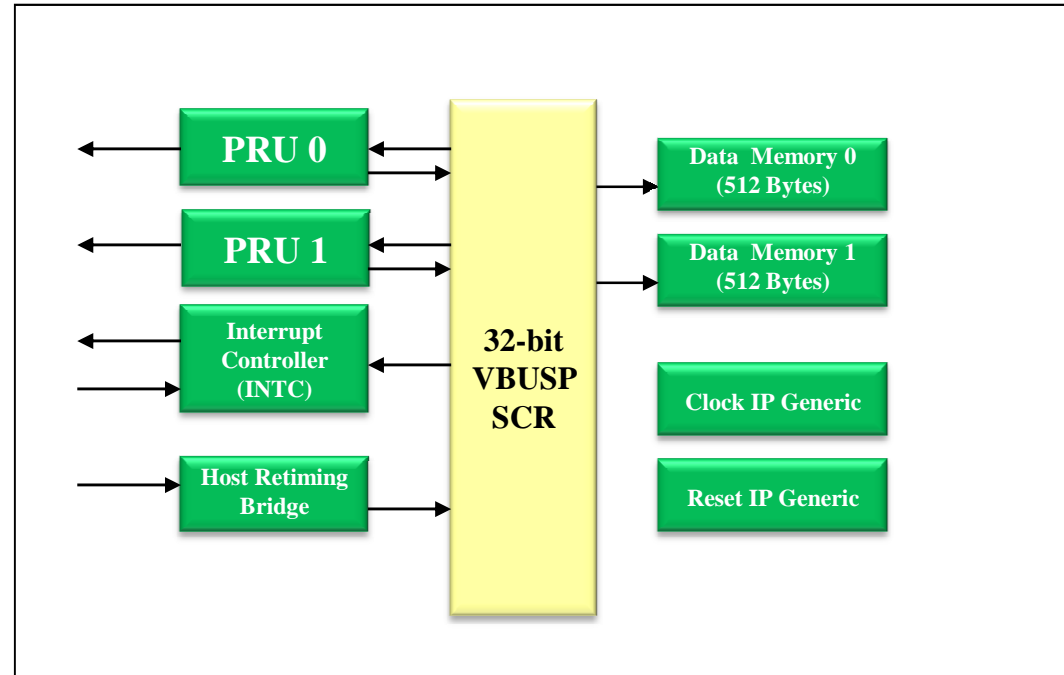 PRU 0
PRU 1
Interrupt
Controller
(INTC)
Host Retiming
Bridge
32-bit
VBUSP
SCR
Data Memory 0
(512 Bytes)
Data Memory 1
(512 Bytes)
Clock IP Generic
Reset IP Generic